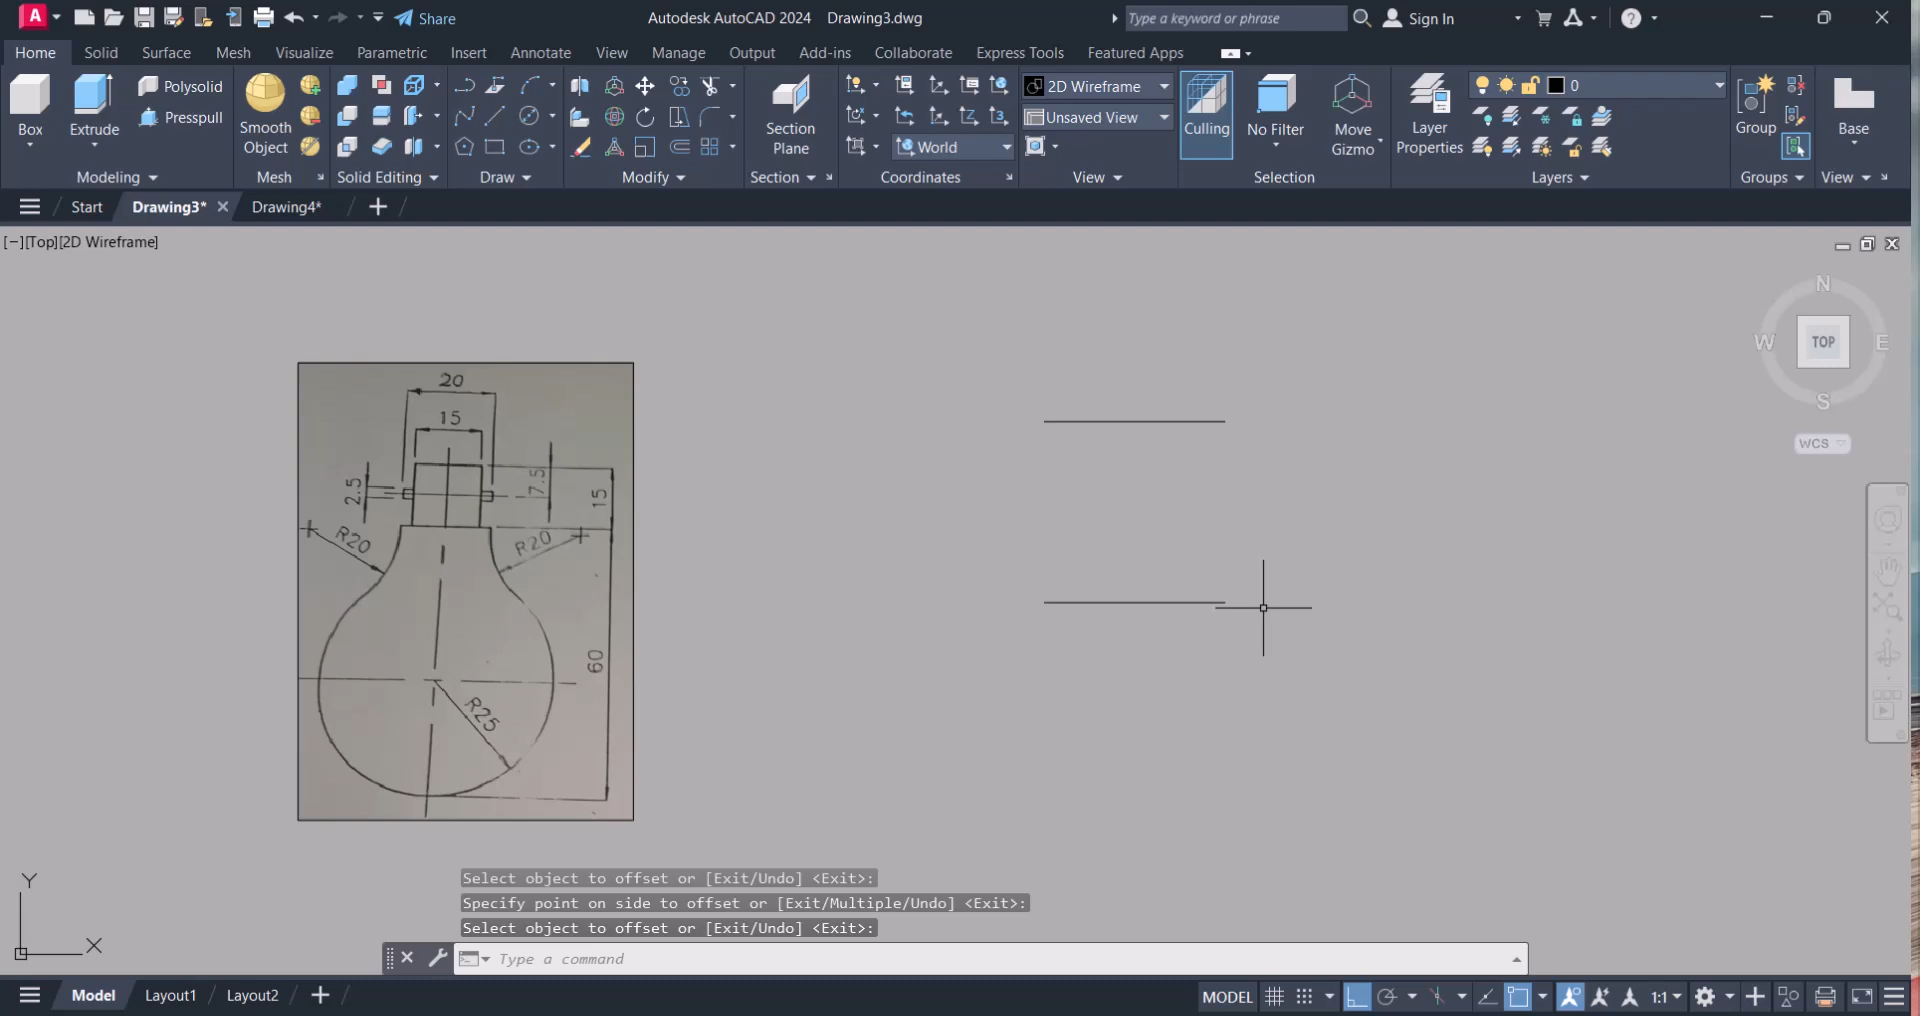 Share
Autodesk AutoCAD 2024 Drawing3.dwg
Type a keyword or phrase
Sign In
Home Solid Surface Mesh Visualize Parametric Insert Annotate View Manage Output Add-ins Collaborate Express Tools Featured Apps
Box
Extrude
Polysolid
Presspull
Smooth
Object
Section
Plane
World
2D Wireframe
Unsaved View
Culling
No Filter
Move
Gizmo
Layer
Properties
0
Group
Base
Modeling Mesh Solid Editing Draw Modify Section Coordinates View Selection Layers Groups View
Start Drawing3* Drawing4*
[−][Top][2D Wireframe]
N
W TOP E
S
WCS
20
15
2.5
7.5
15
R20
R20
60
R25
Y
X
Select object to offset or [Exit/Undo] <Exit>:
Specify point on side to offset or [Exit/Multiple/Undo] <Exit>:
Select object to offset or [Exit/Undo] <Exit>:
Type a command
Model Layout1 Layout2
MODEL
1:1